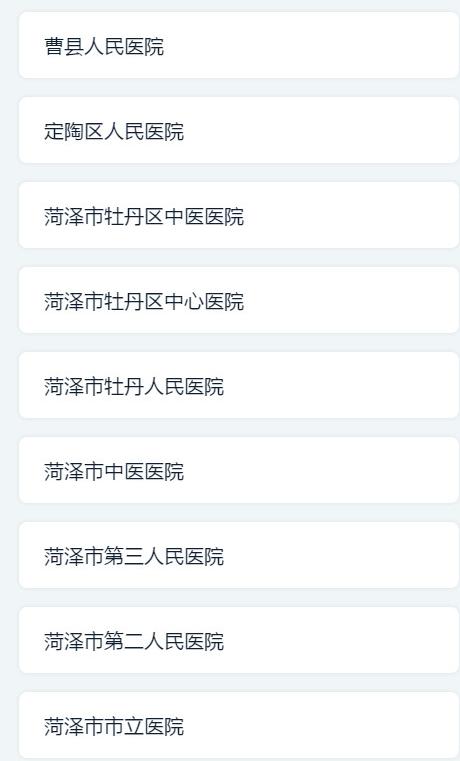 曹县人民医院
定陶区人民医院
菏泽市牡丹区中医医院
菏泽市牡丹区中心医院
菏泽市牡丹人民医院
菏泽市中医医院
菏泽市第三人民医院
菏泽市第二人民医院
菏泽市市立医院